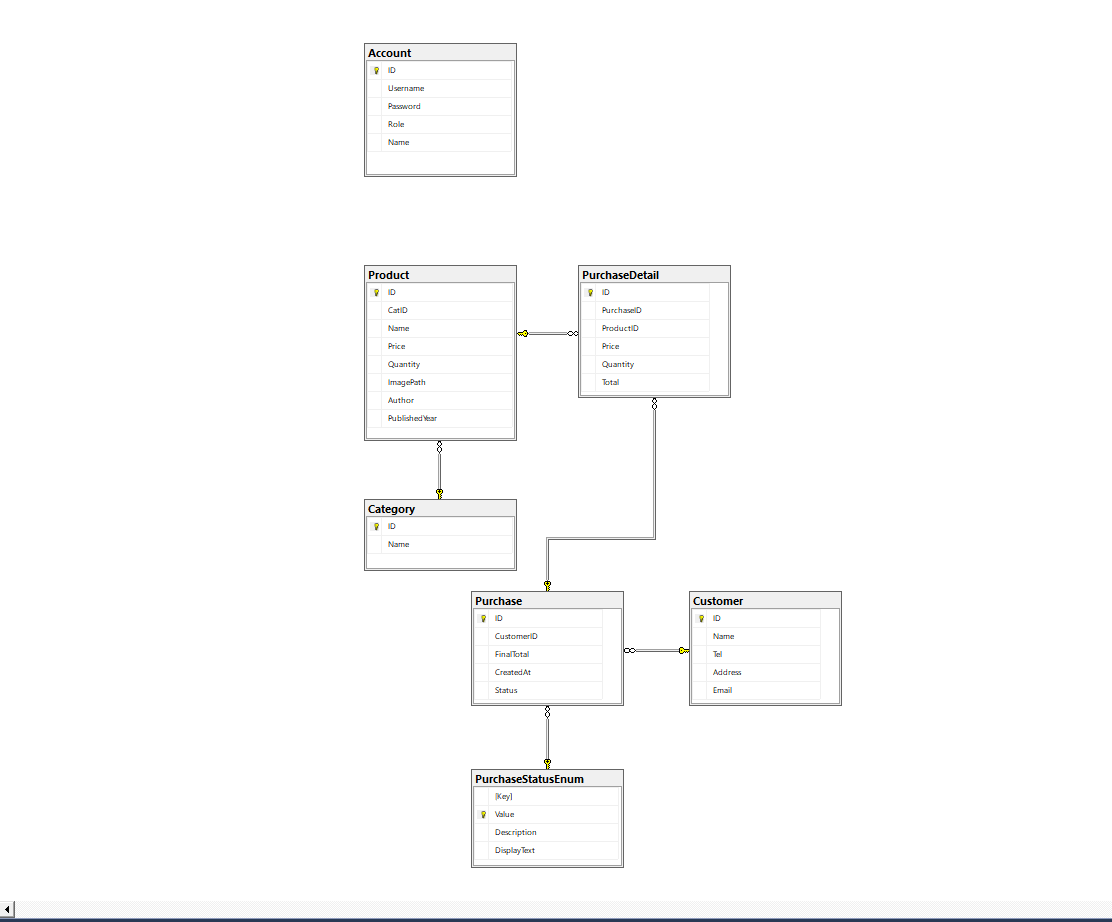 Account
ID
Username
Password
Role
Name
Product
ID
CatID
Name
Price
Quantity
ImagePath
Author
PublishedYear
PurchaseDetail
ID
PurchaseID
ProductID
Price
Quantity
Total
Category
ID
Name
Purchase
ID
CustomerID
FinalTotal
CreatedAt
Status
Customer
ID
Name
Tel
Address
Email
PurchaseStatusEnum
[Key]
Value
Description
DisplayText